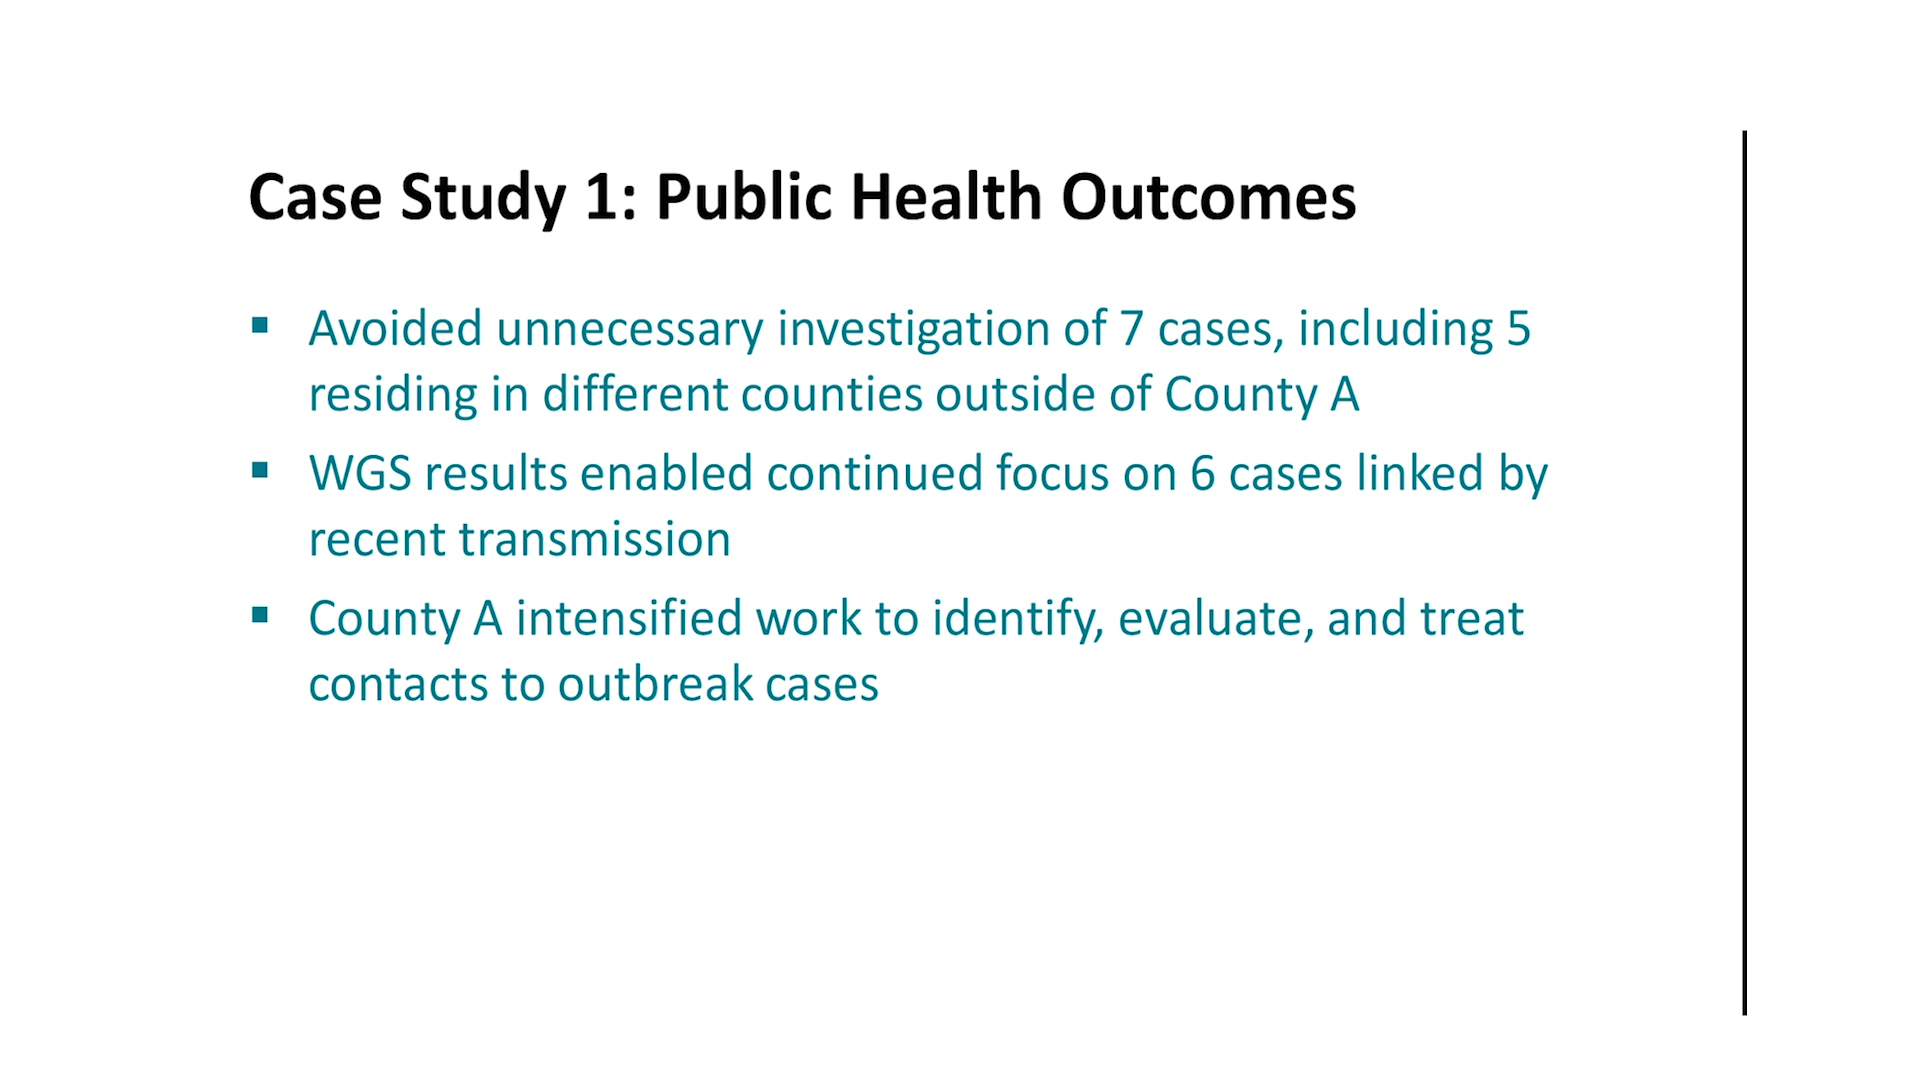 Case Study 1: Public Health Outcomes
▪ Avoided unnecessary investigation of 7 cases, including 5
residing in different counties outside of County A
▪ WGS results enabled continued focus on 6 cases linked by
recent transmission
▪ County A intensified work to identify, evaluate, and treat
contacts to outbreak cases